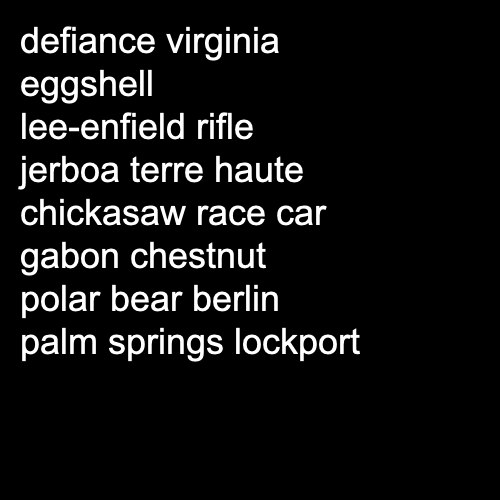 defiance virginia
eggshell
lee-enfield rifle
jerboa terre haute
chickasaw race car
gabon chestnut
polar bear berlin
palm springs lockport